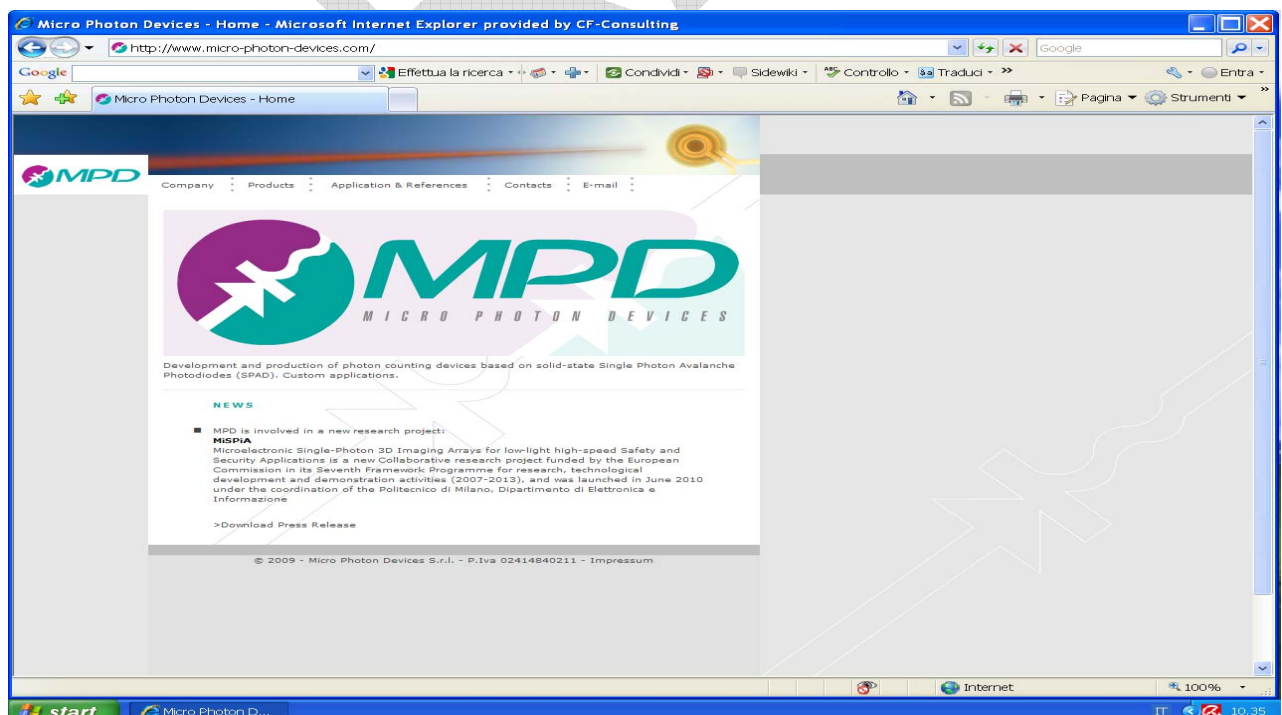 Micro Photon Devices - Home - Microsoft Internet Explorer provided by CF-Consulting
http://www.micro-photon-devices.com/
Google
Google
Effettua la ricerca
Condividi
Sidewiki
ABC
Controllo
Traduci
Entra
Micro Photon Devices - Home
Pagina
Strumenti
MPD
Company
Products
Application & References
Contacts
E-mail
MPD
MICRO PHOTON DEVICES
Development and production of photon counting devices based on solid-state Single Photon Avalanche
Photodiodes (SPAD). Custom applications.
NEWS
MPD is involved in a new research project:
MiSPiA
Microelectronic Single-Photon 3D Imaging Arrays for low-light high-speed Safety and
Security Applications is a new Collaborative research project funded by the European
Commission in its Seventh Framework Programme for research, technological
development and demonstration activities (2007-2013), and was launched in June 2010
under the coordination of the Politecnico di Milano, Dipartimento di Elettronica e
Informazione
>Download Press Release
© 2009 - Micro Photon Devices S.r.l. - P.Iva 02414840211 - Impressum
Internet
100%
start
Micro Photon D...
IT
10.35